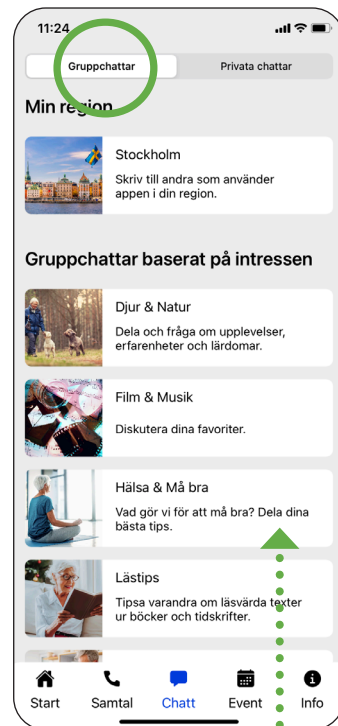 11:24
Gruppchattar
Privata chattar
Min region
Stockholm
Skriv till andra som använder
appen i din region.
Gruppchattar baserat på intressen
Djur & Natur
Dela och fråga om upplevelser,
erfarenheter och lärdomar.
Film & Musik
Diskutera dina favoriter.
Hälsa & Må bra
Vad gör vi för att må bra? Dela dina
bästa tips.
Lästips
Tipsa varandra om läsvärda texter
ur böcker och tidskrifter.
Start
Samtal
Chatt
Event
Info